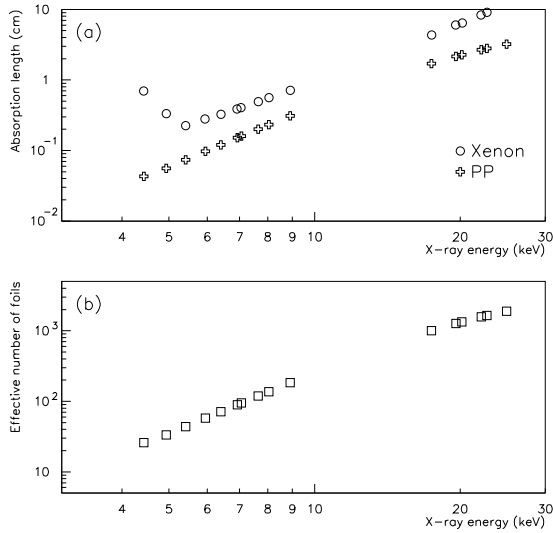 Absorption length (cm)
(a)
10
1
10⁻¹
10⁻²
Xenon
PP
4 5 6 7 8 9 10 20 30
X-ray energy (keV)
Effective number of foils
(b)
10³
10²
10
4 5 6 7 8 9 10 20 30
X-ray energy (keV)